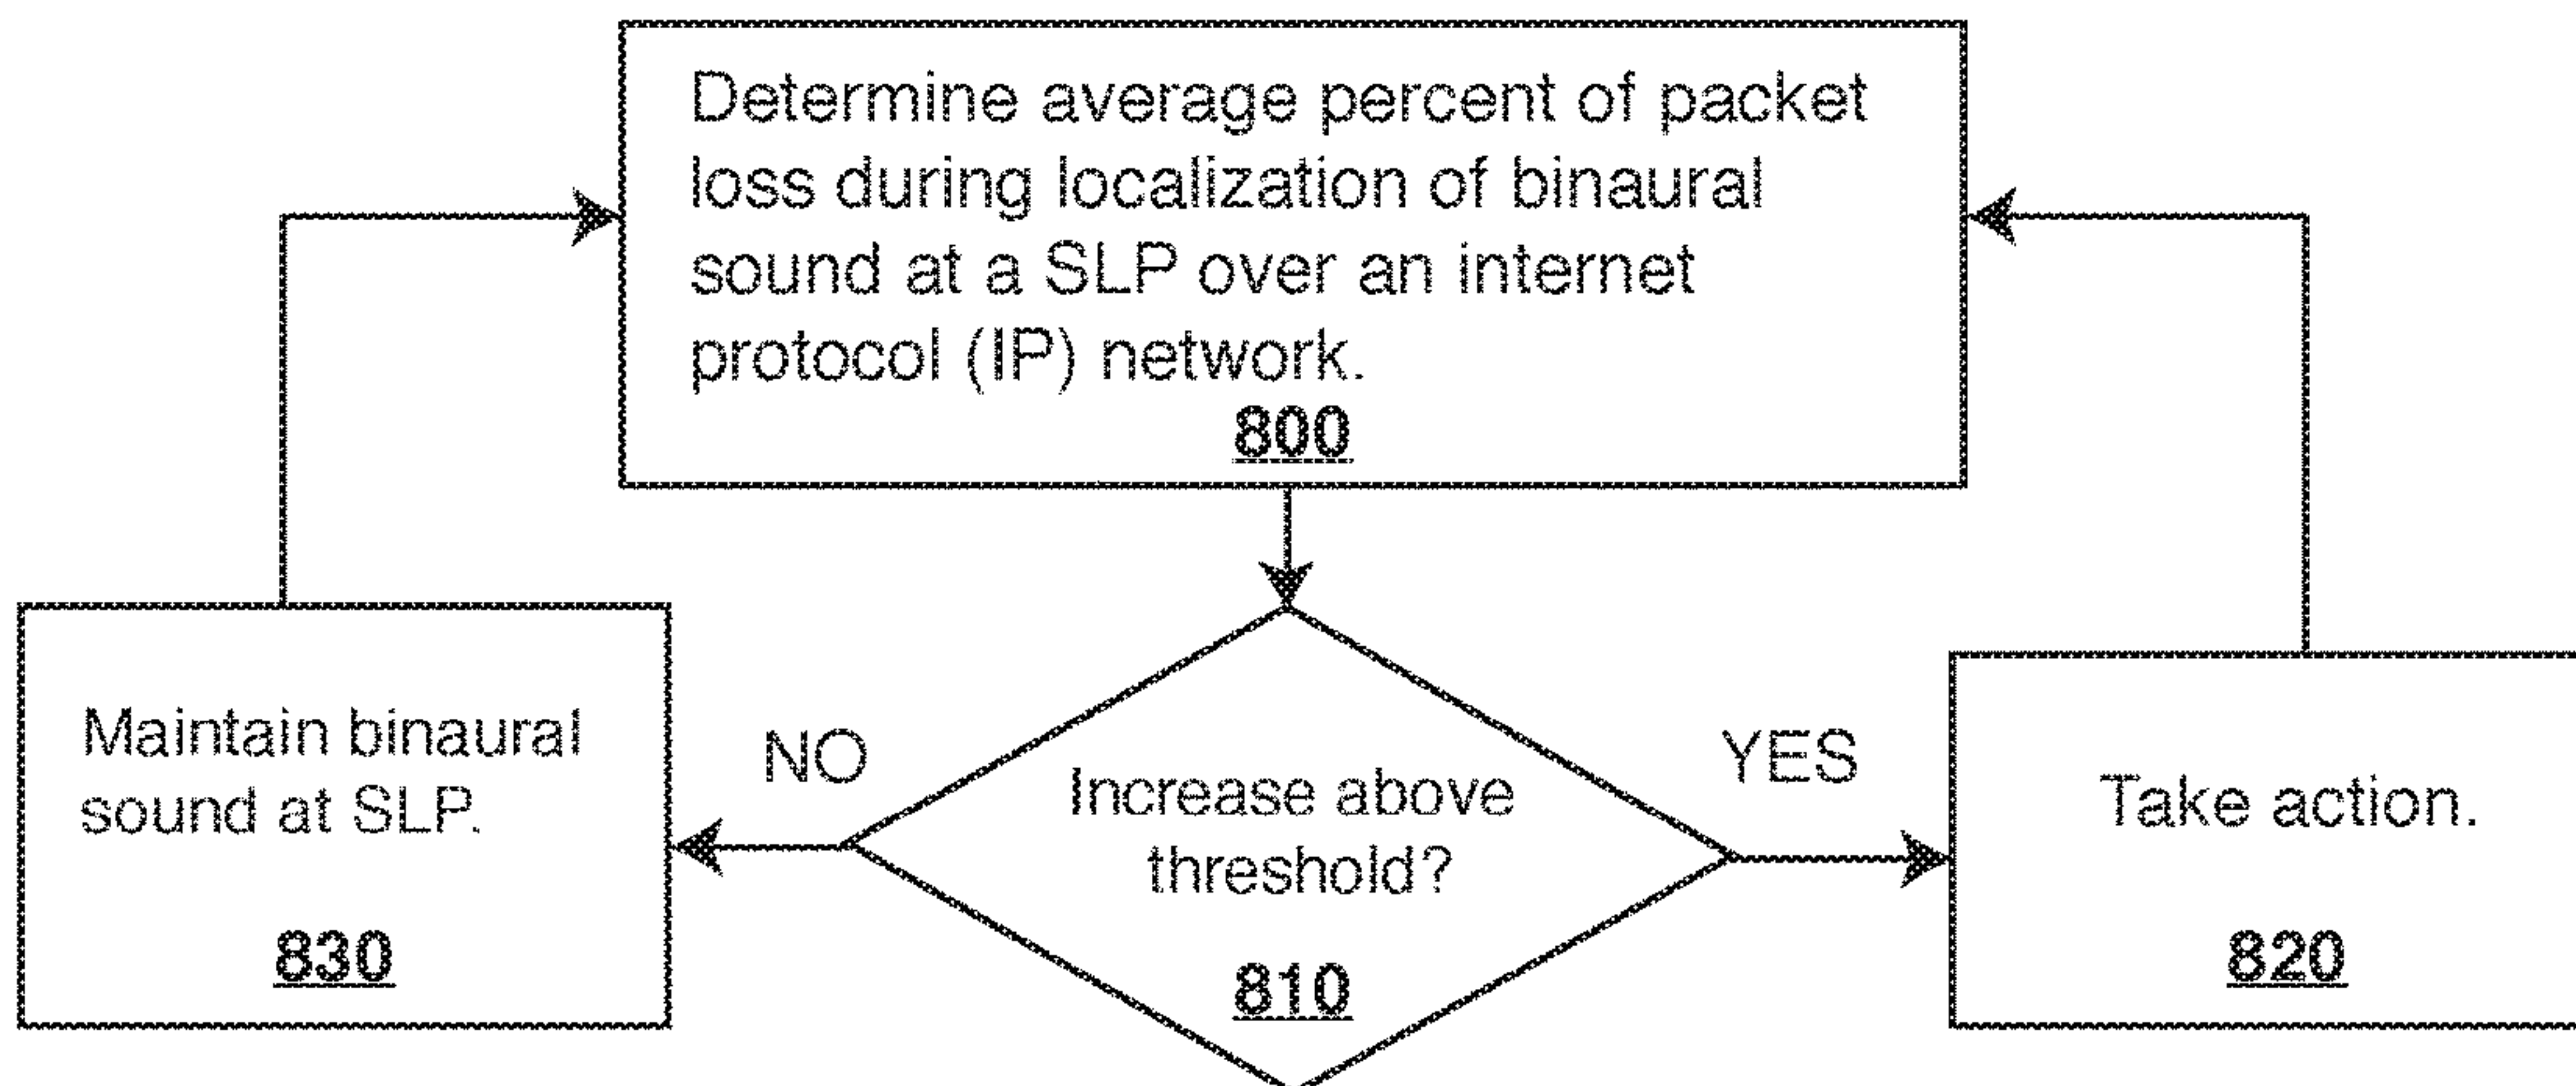 Determine average percent of packet
loss during localization of binaural
sound at a SLP over an internet
protocol (IP) network.
800
Maintain binaural
sound at SLP.
830
NO
Increase above
threshold?
810
YES
Take action.
820